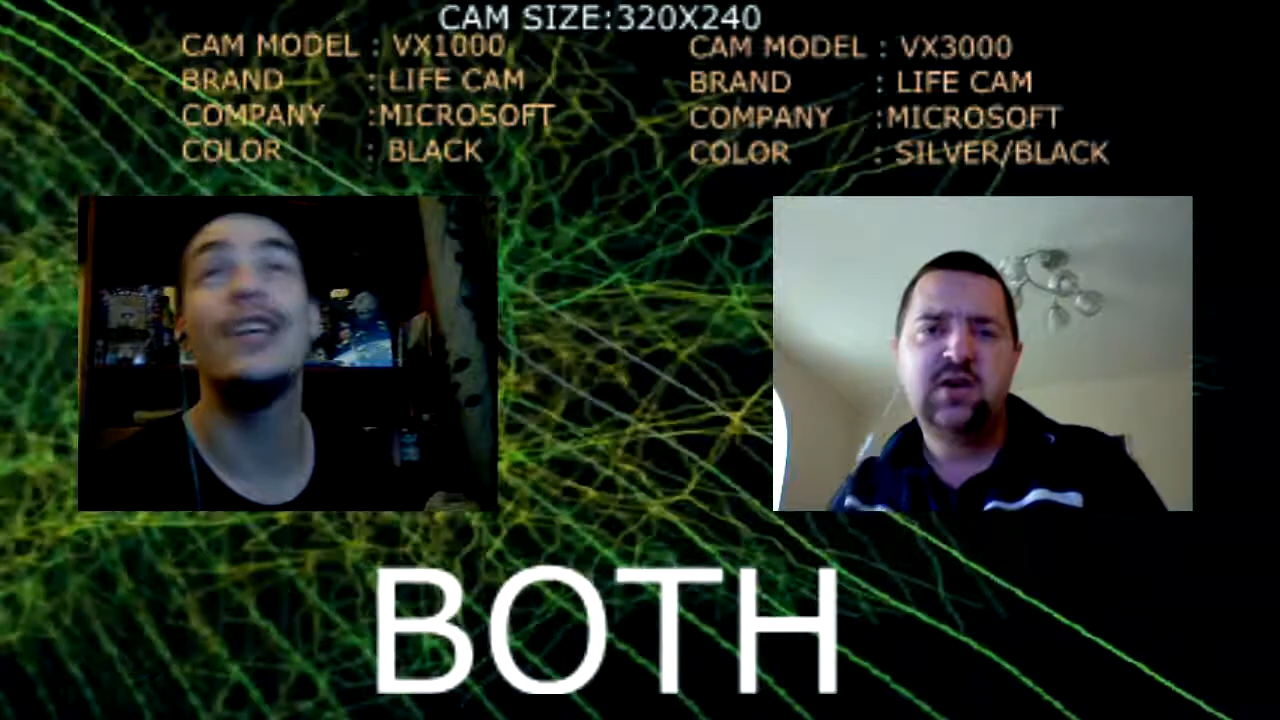 CAM SIZE:320X240
CAM MODEL : VX1000
BRAND : LIFE CAM
COMPANY :MICROSOFT
COLOR : BLACK
CAM MODEL : VX3000
BRAND : LIFE CAM
COMPANY :MICROSOFT
COLOR : SILVER/BLACK
BOTH